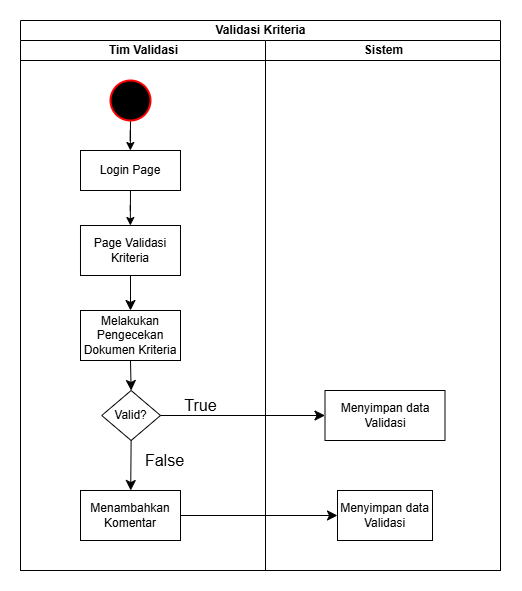 Validasi Kriteria
Tim Validasi
Sistem
Login Page
Page Validasi
Kriteria
Melakukan
Pengecekan
Dokumen Kriteria
Valid?
True
Menyimpan data
Validasi
False
Menambahkan
Komentar
Menyimpan data
Validasi